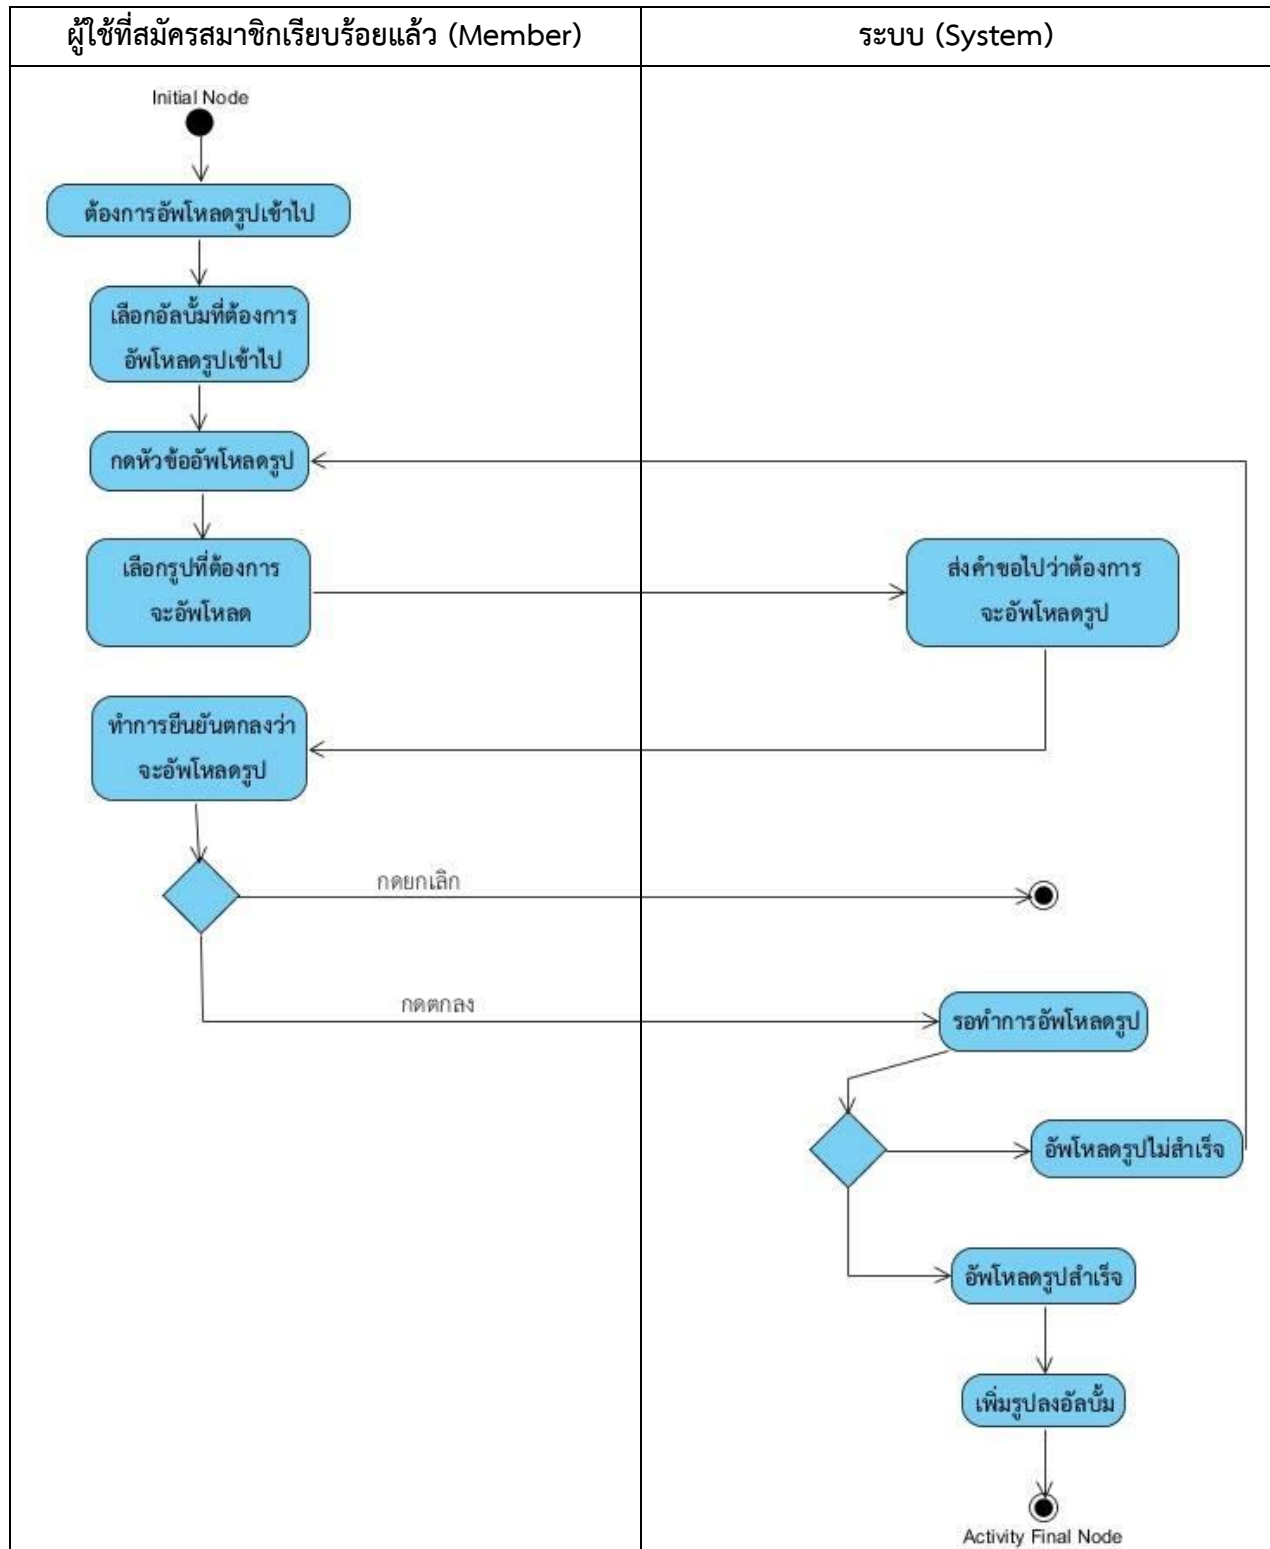 ผู้ใช้ที่สมัครสมาชิกเรียบร้อยแล้ว (Member)
ระบบ (System)
Initial Node
ต้องการอัพโหลดรูปเข้าไป
เลือกอัลบั้มที่ต้องการ
อัพโหลดรูปเข้าไป
กดหัวข้ออัพโหลดรูป
เลือกรูปที่ต้องการ
จะอัพโหลด
ส่งคำขอไปว่าต้องการ
จะอัพโหลดรูป
ทำการยืนยันตกลงว่า
จะอัพโหลดรูป
กดยกเลิก
กดตกลง
รอทำการอัพโหลดรูป
อัพโหลดรูปไม่สำเร็จ
อัพโหลดรูปสำเร็จ
เพิ่มรูปลงอัลบั้ม
Activity Final Node